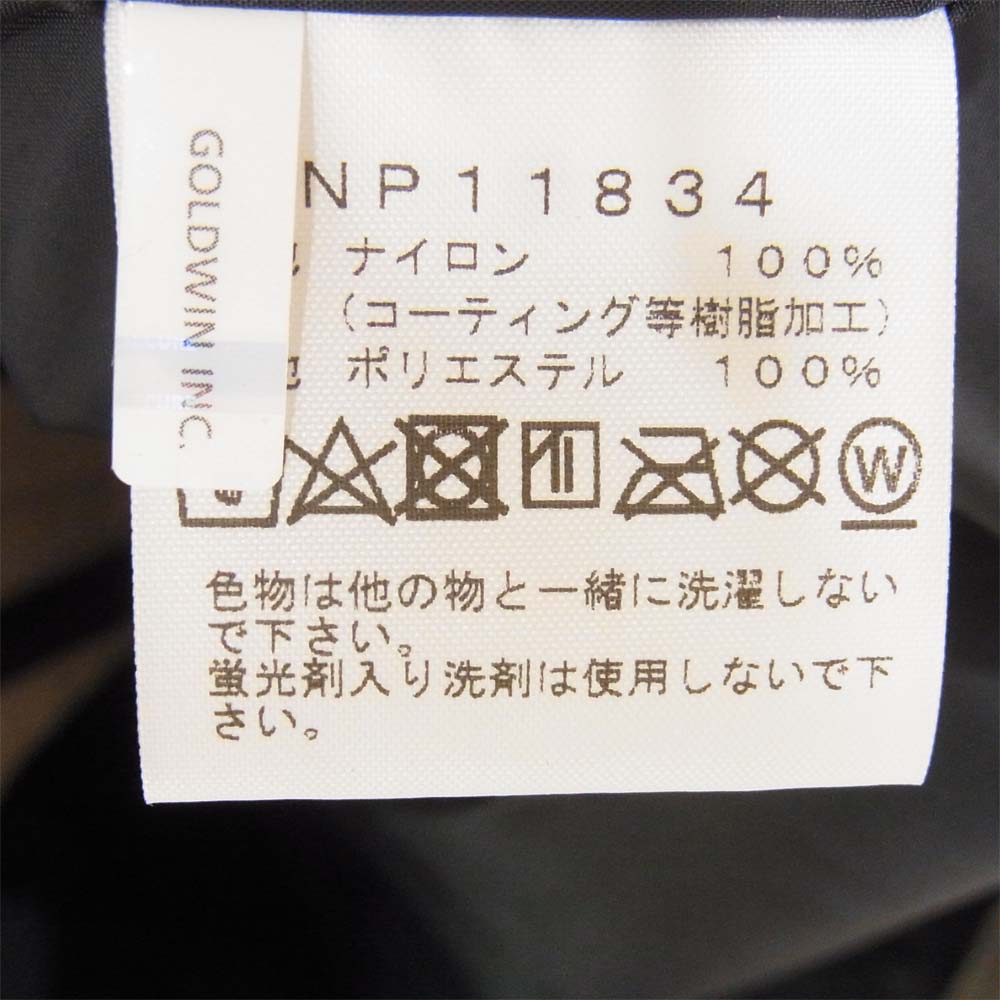 GOLDWIN INC.
NP11834
地 ナイロン 100%
(コーティング等樹脂加工)
地 ポリエステル 100%
W
色物は他の物と一緒に洗濯しない
で下さい。
蛍光剤入り洗剤は使用しないで下
さい。